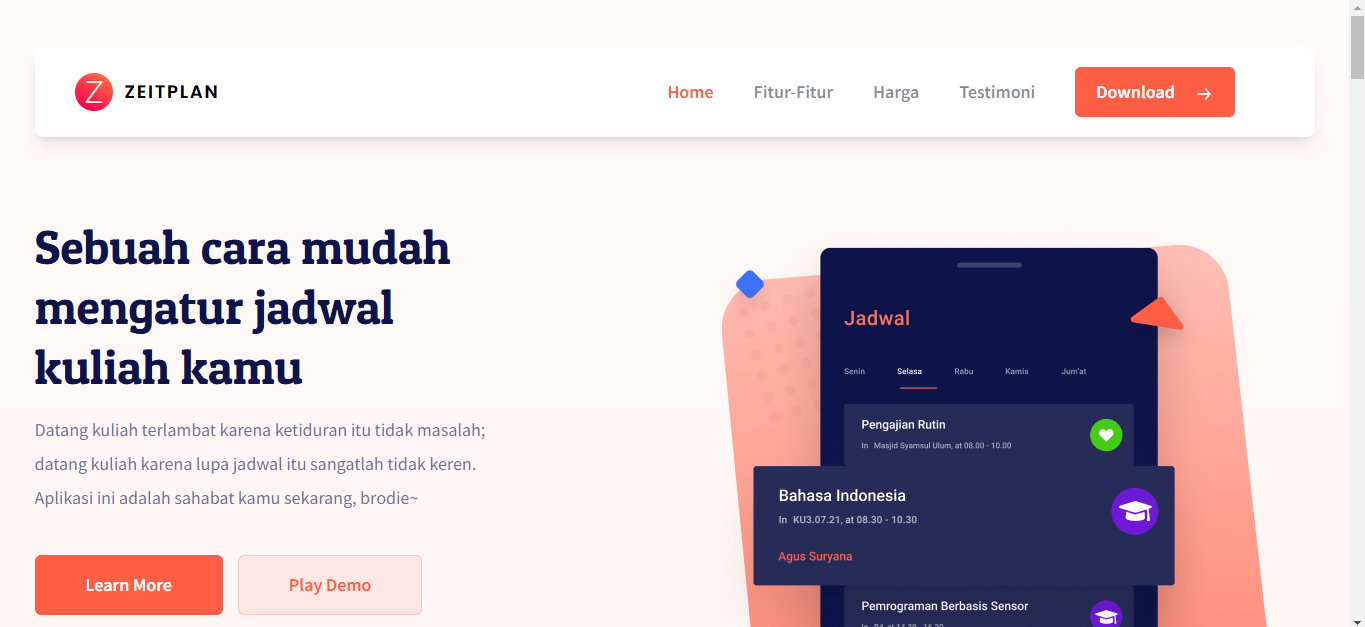 Z ZEITPLAN
Home Fitur-Fitur Harga Testimoni Download →
Sebuah cara mudah
mengatur jadwal
kuliah kamu
Datang kuliah terlambat karena ketiduran itu tidak masalah;
datang kuliah karena lupa jadwal itu sangatlah tidak keren.
Aplikasi ini adalah sahabat kamu sekarang, brodie~
Learn More Play Demo
Jadwal
Senin Selasa Rabu Kamis Jum'at
Pengajian Rutin
In Masjid Syamsul Ulum, at 08.00 - 10.00
Bahasa Indonesia
In KU3.07.21, at 08.30 - 10.30
Agus Suryana
Pemrograman Berbasis Sensor